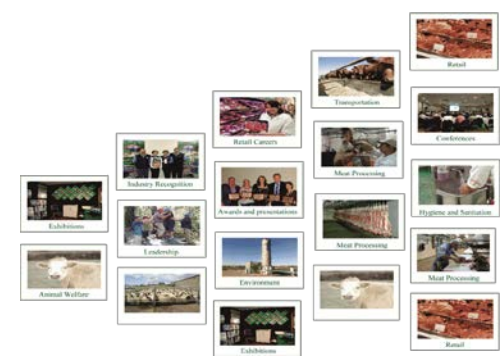 Exhibitions
Animal Welfare
Industry Recognition
Leadership
Retail Careers
Awards and presentations
Environment
Exhibitions
Transportation
Meat Processing
Meat Processing
Retail
Conferences
Hygiene and Sanitation
Meat Processing
Retail